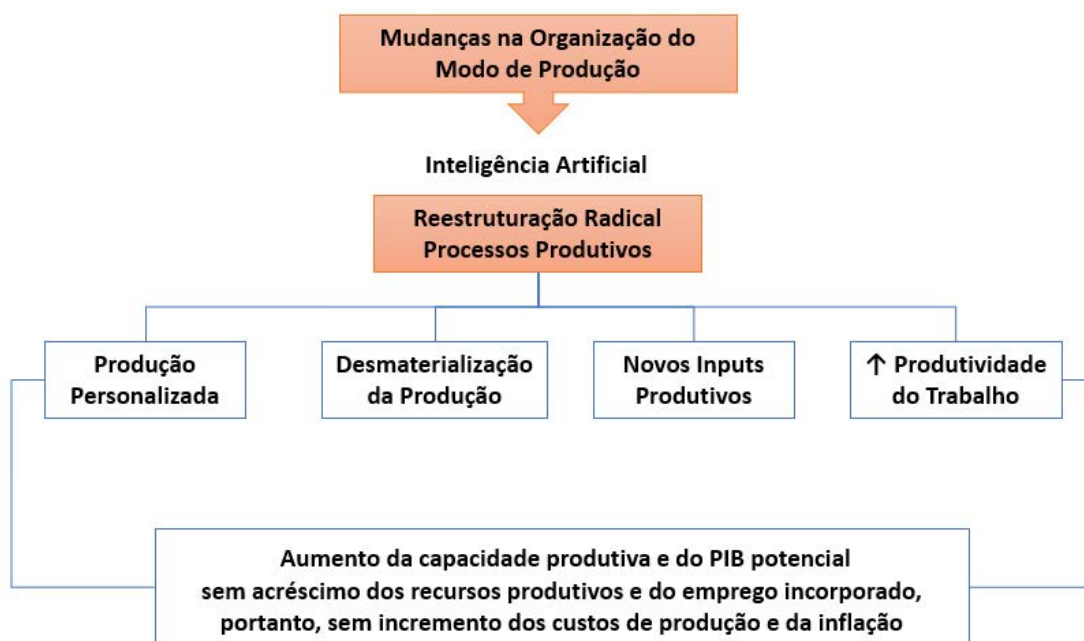 Mudanças na Organização do
Modo de Produção
Inteligência Artificial
Reestruturação Radical
Processos Produtivos
Produção
Personalizada
Desmaterialização
da Produção
Novos Inputs
Produtivos
↑ Produtividade
do Trabalho
Aumento da capacidade produtiva e do PIB potencial
sem acréscimo dos recursos produtivos e do emprego incorporado,
portanto, sem incremento dos custos de produção e da inflação